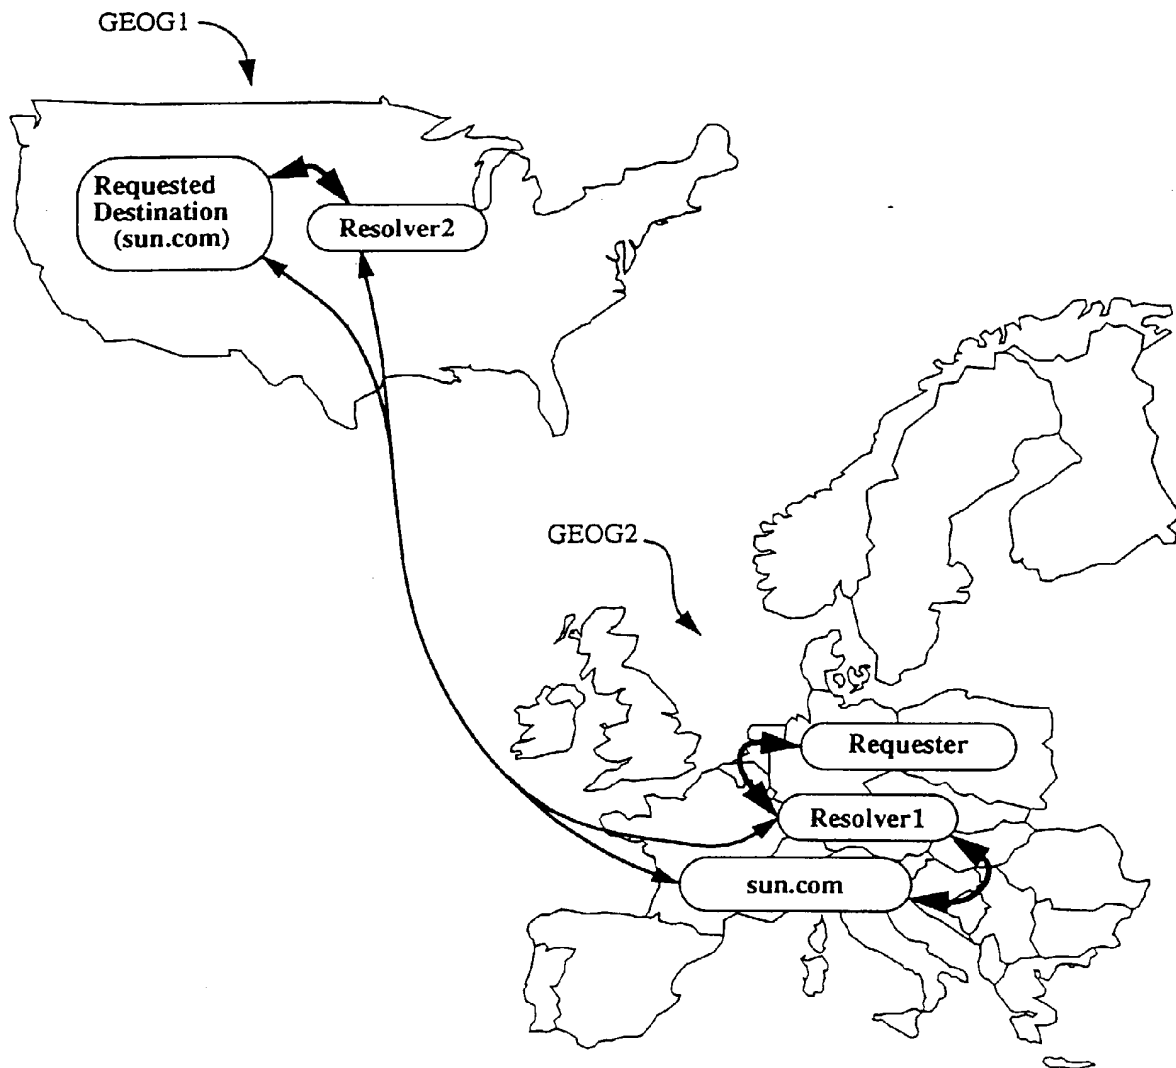 GEOG1
Requested
Destination
(sun.com)
Resolver2
GEOG2
Requester
Resolver1
sun.com